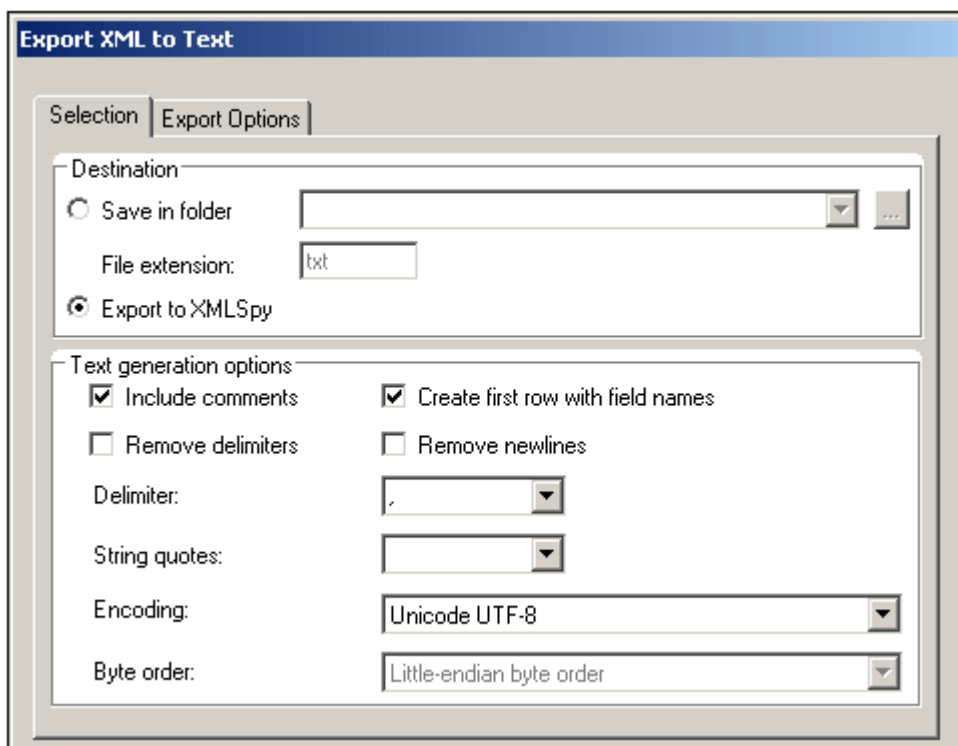 Export XML to Text
Selection Export Options
Destination
Save in folder ...
File extension: txt
Export to XMLSpy
Text generation options
Include comments Create first row with field names
Remove delimiters Remove newlines
Delimiter: ,
String quotes:
Encoding: Unicode UTF-8
Byte order: Little-endian byte order